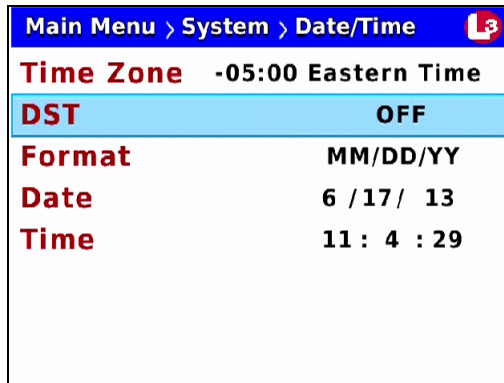 Main Menu > System > Date/Time L3
Time Zone -05:00 Eastern Time
DST OFF
Format MM/DD/YY
Date 6 /17/ 13
Time 11 : 4 : 29